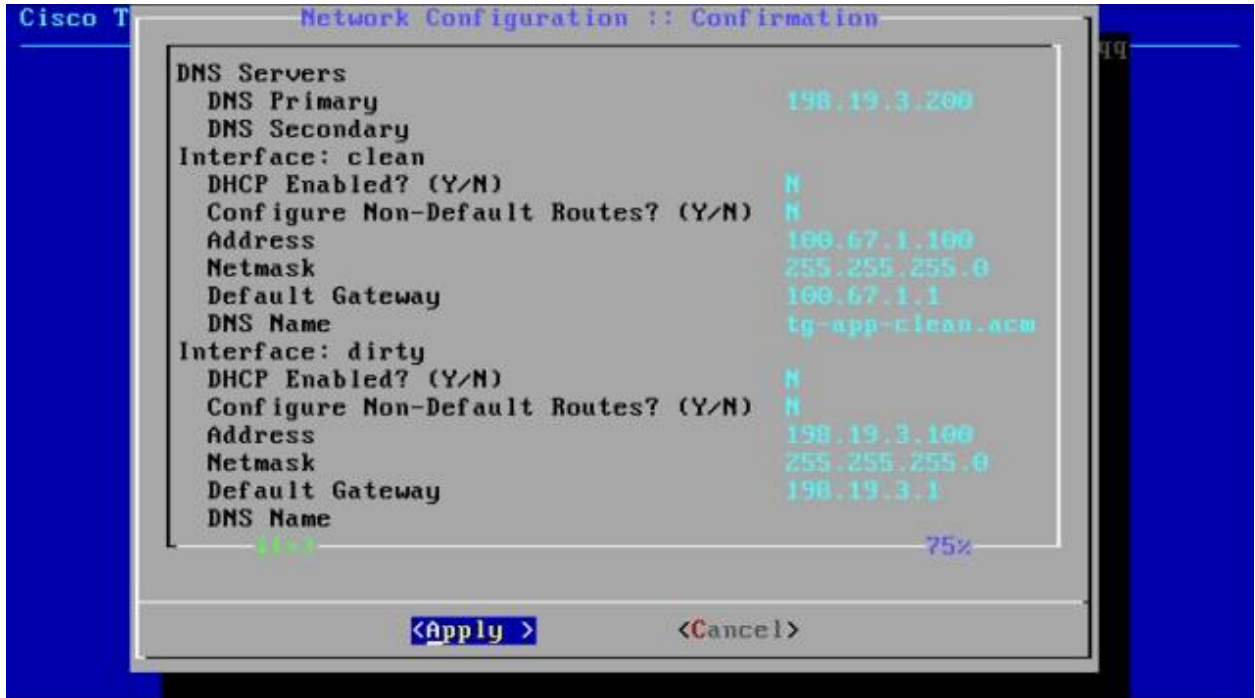 Cisco T
Network Configuration :: Confirmation
qq
DNS Servers
DNS Primary 198.19.3.200
DNS Secondary
Interface: clean
DHCP Enabled? (Y/N) N
Configure Non-Default Routes? (Y/N) N
Address 100.67.1.100
Netmask 255.255.255.0
Default Gateway 100.67.1.1
DNS Name tg-app-clean.acm
Interface: dirty
DHCP Enabled? (Y/N) N
Configure Non-Default Routes? (Y/N) N
Address 198.19.3.100
Netmask 255.255.255.0
Default Gateway 198.19.3.1
DNS Name
75%
<Apply > <Cancel>